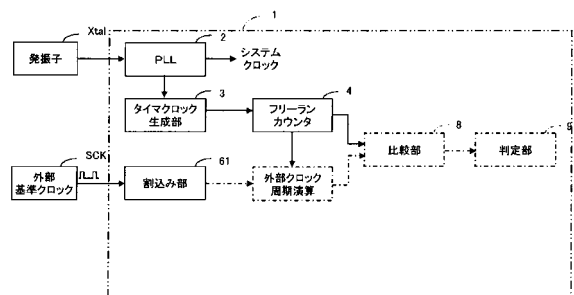 1
Xtal
2
発振子
PLL
システム
クロック
3
4
タイマクロック
生成部
フリーラン
カウンタ
8
9
比較部
判定部
SCK
61
外部
基準クロック
割込み部
外部クロック
周期演算